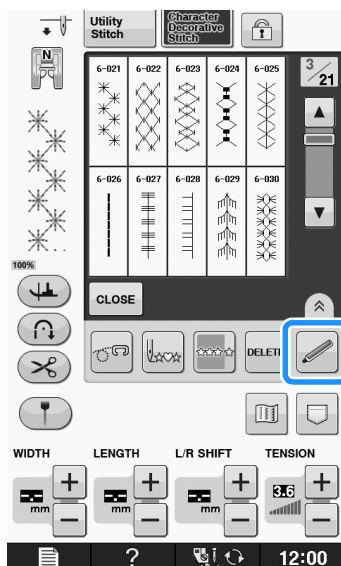 Utility
Stitch
Character
Decorative
Stitch
N
6-021 6-022 6-023 6-024 6-025
3/21
6-026 6-027 6-028 6-029 6-030
100%
CLOSE
DELETE
WIDTH LENGTH L/R SHIFT TENSION
-.-- -.-- -.-- 3.6
mm mm mm
? 12:00